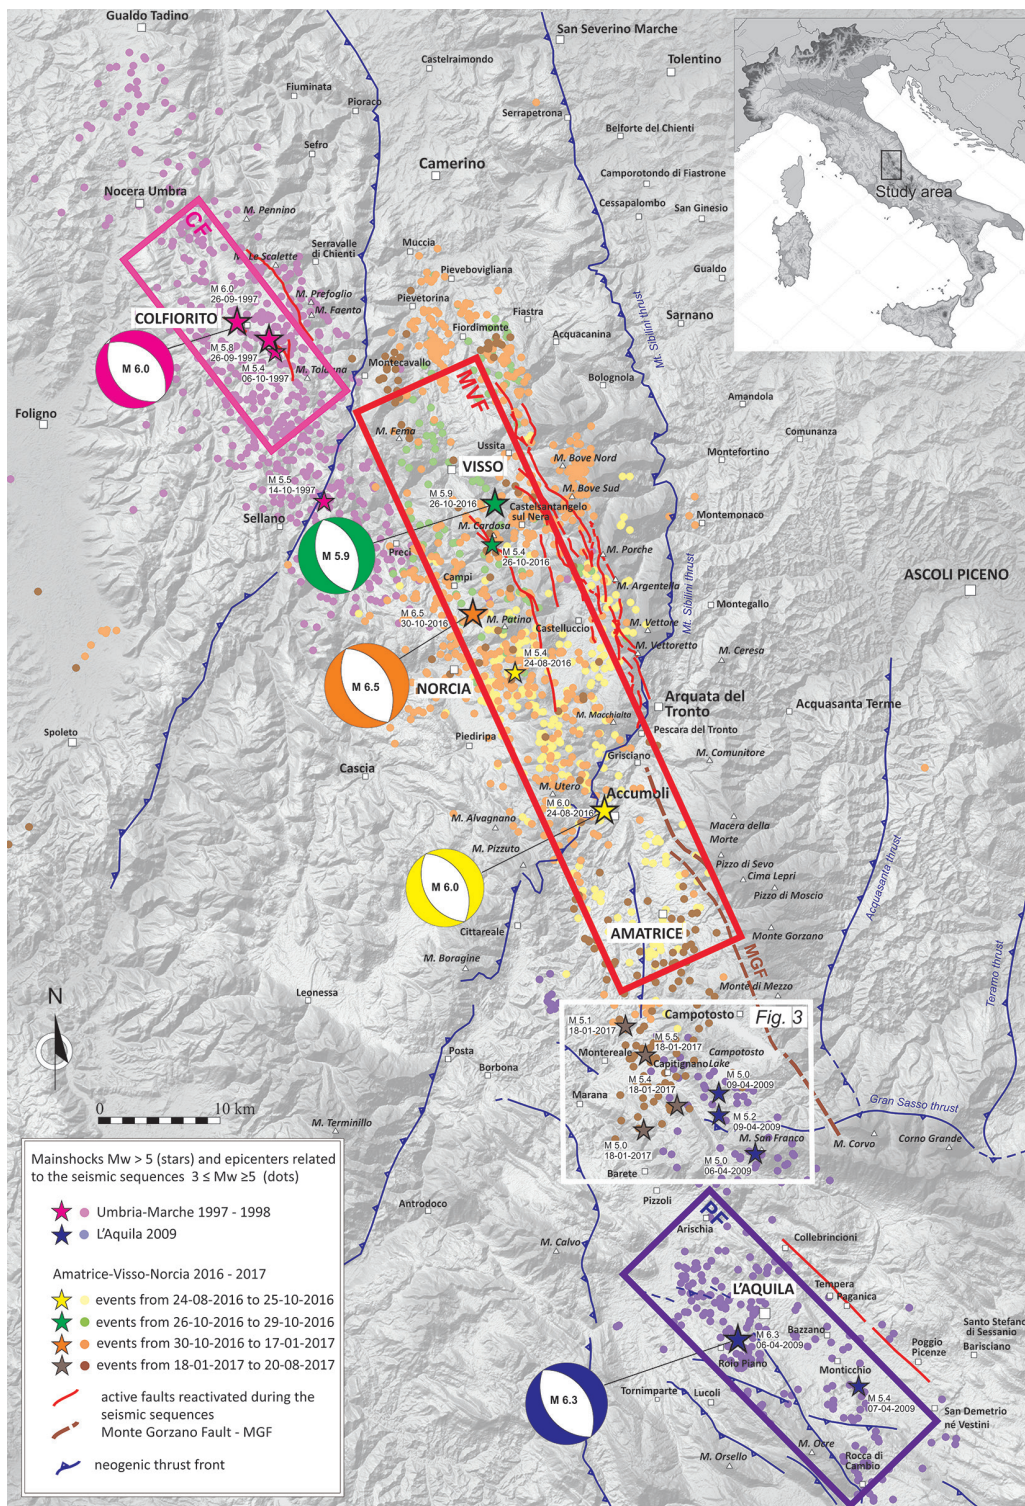 Gualdo Tadino
San Severino Marche
Castelraimondo
Tolentino
Fiuminata
Pioraco
Serrapetrona
Belforte del Chienti
Sefro
Camerino
Camporotondo di Fiastrone
Nocera Umbra
Cessapalombo
San Ginesio
Study area
M. Pennino
CF
Serravalle
di Chienti
Muccia
M. Le Scalette
Pievebovigliana
Gualdo
M 6.0
26-09-1997
M. Prefoglio
M. Faento
Pievetorina
Fiastra
COLFIORITO
Fiordimonte
Acquacanina
Sarnano
Mt. Sibilini thrust
M 5.8
26-09-1997
M 5.4
06-10-1997
M. Tolagna
Montecavallo
M 6.0
MVF
Bolognola
Amandola
Foligno
M. Fema
Ussita
Comunanza
Montefortino
M. Bove Nord
VISSO
M 5.5
14-10-1997
M 5.9
26-10-2016
M. Bove Sud
Castelsantangelo
sul Nera
Sellano
M. Cardosa
Montemonaco
M 5.9
Preci
M 5.4
26-10-2016
M. Porche
ASCOLI PICENO
Campi
M. Argentella
Mt. Sibilini thrust
Montegallo
M 6.5
30-10-2016
M. Patino
Castelluccio
M. Vettore
M. Vettoretto
M. Ceresa
M 5.4
24-08-2016
M 6.5
NORCIA
Arquata del
Tronto
Acquasanta Terme
M. Macchialta
Pescara del Tronto
Spoleto
Piediripa
M. Comunitore
Grisciano
Cascia
M. Utero
Accumoli
M 6.0
24-08-2016
M. Alvagnano
Macera della
Morte
M. Pizzuto
Pizzo di Sevo
Cima Lepri
Pizzo di Moscio
Acquasanta thrust
M 6.0
Cittareale
AMATRICE
Monte Gorzano
MGF
M. Boragine
Teramo thrust
Monte di Mezzo
Leonessa
N
Campotosto
Fig. 3
M 5.1
18-01-2017
M 5.5
18-01-2017
Posta
Montereale
Campotosto
Lake
Capitignano
Borbona
M 5.0
09-04-2009
M 5.4
18-01-2017
Marana
Gran Sasso thrust
0
10 km
M 5.2
09-04-2009
M. Terminillo
M. San Franco
M. Corvo
Corno Grande
M 5.0
18-01-2017
M 5.0
06-04-2009
Barete
Mainshocks Mw > 5 (stars) and epicenters related
to the seismic sequences 3 ≤ Mw ≥5 (dots)
Umbria-Marche 1997 - 1998
L'Aquila 2009
Amatrice-Visso-Norcia 2016 - 2017
events from 24-08-2016 to 25-10-2016
events from 26-10-2016 to 29-10-2016
events from 30-10-2016 to 17-01-2017
events from 18-01-2017 to 20-08-2017
active faults reactivated during the
seismic sequences
Monte Gorzano Fault - MGF
neogenic thrust front
Pizzoli
Antrodoco
PF
Arischia
Collebrincioni
M. Calvo
Tempera
Paganica
L'AQUILA
Bazzano
Santo Stefano
di Sessanio
M 6.3
06-04-2009
Poggio
Picenze
Barisciano
Roio Piano
Monticchio
M 6.3
Tornimparte
Lucoli
M 5.4
07-04-2009
San Demetrio
né Vestini
M. Ocre
M. Orsello
Rocca di
Cambio